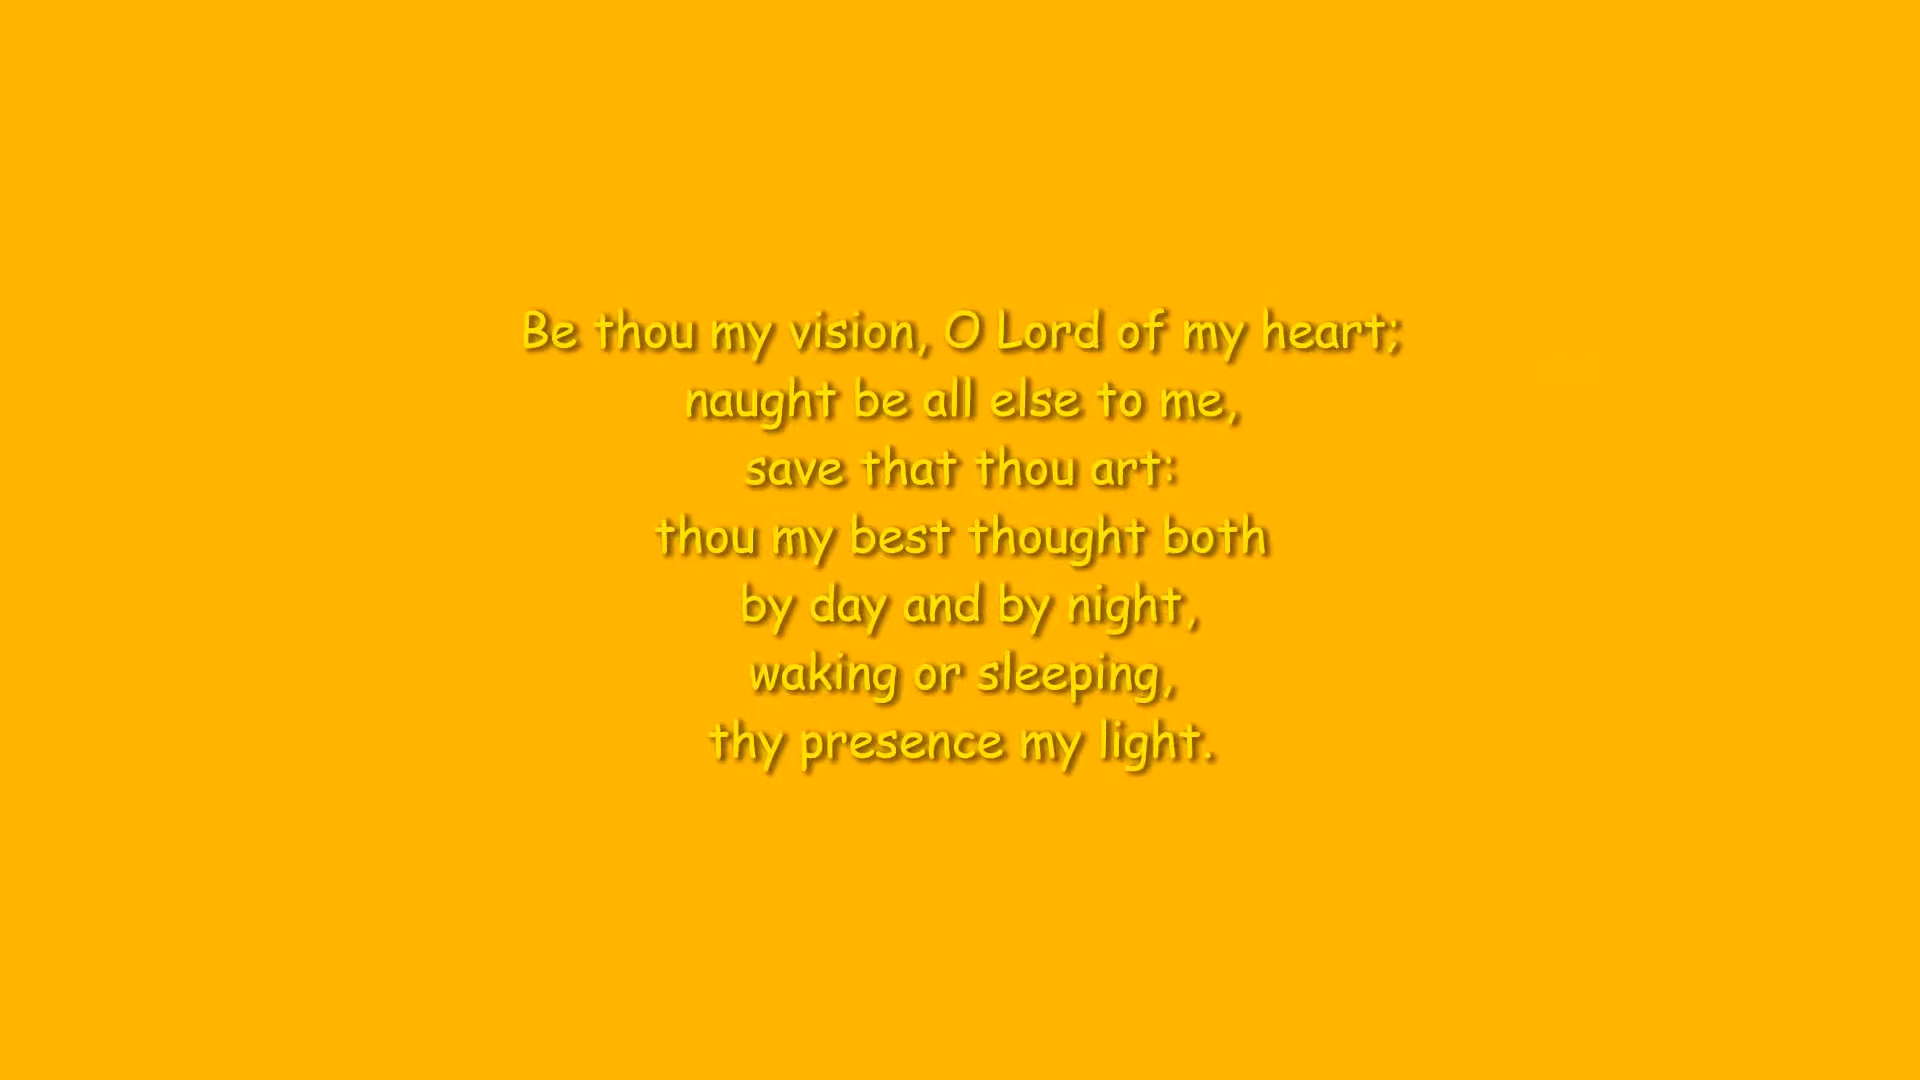 Be thou my vision, O Lord of my heart;
naught be all else to me,
save that thou art:
thou my best thought both
by day and by night,
waking or sleeping,
thy presence my light.